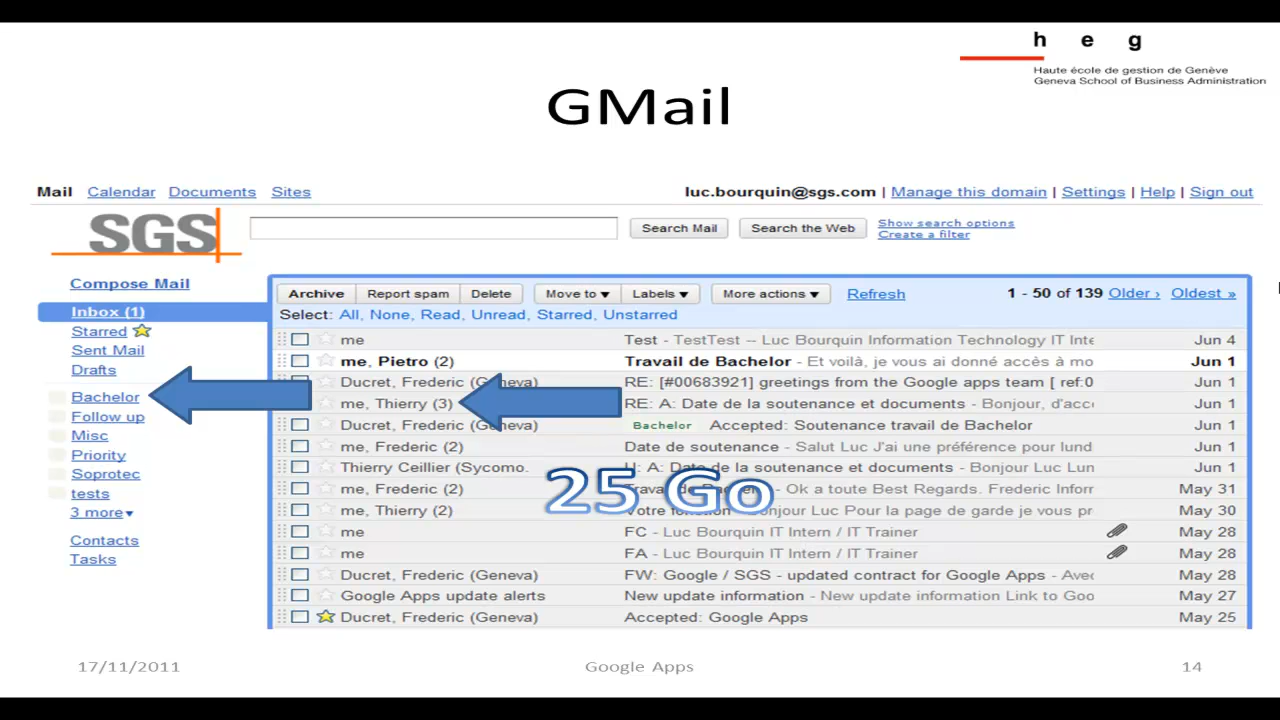 h e g
Haute école de gestion de Genève
Geneva School of Business Administration
GMail
Mail Calendar Documents Sites
luc.bourquin@sgs.com | Manage this domain | Settings | Help | Sign out
SGS
Search Mail Search the Web
Show search options
Create a filter
Compose Mail
Inbox (1)
Starred
Sent Mail
Drafts
Bachelor
Follow up
Misc
Priority
Soprotec
tests
3 more
Contacts
Tasks
Archive Report spam Delete Move to Labels More actions Refresh 1 - 50 of 139 Older › Oldest »
Select: All, None, Read, Unread, Starred, Unstarred
me Test - TestTest -- Luc Bourquin Information Technology IT Inte Jun 4
me, Pietro (2) Travail de Bachelor - Et voilà, je vous ai donné accès à mo Jun 1
Ducret, Frederic (Geneva) RE: [#00683921] greetings from the Google apps team [ ref:0 Jun 1
me, Thierry (3) RE: A: Date de la soutenance et documents - Bonjour, d'acc Jun 1
Ducret, Frederic (Geneva) Bachelor Accepted: Soutenance travail de Bachelor Jun 1
me, Frederic (2) Date de soutenance - Salut Luc J'ai une préférence pour lund Jun 1
Thierry Ceillier (Sycomo. A: Date de la soutenance et documents - Bonjour Luc Lun Jun 1
me, Frederic (2) Travail de Bachelor - Ok a toute Best Regards. Frederic Inforr May 31
me, Thierry (2) Votre fonction - Bonjour Luc Pour la page de garde je vous pr May 30
me FC - Luc Bourquin IT Intern / IT Trainer May 28
me FA - Luc Bourquin IT Intern / IT Trainer May 28
Ducret, Frederic (Geneva) FW: Google / SGS - updated contract for Google Apps - Avec May 28
Google Apps update alerts New update information - New update information Link to Goo May 27
Ducret, Frederic (Geneva) Accepted: Google Apps May 25
25 Go
17/11/2011 Google Apps 14